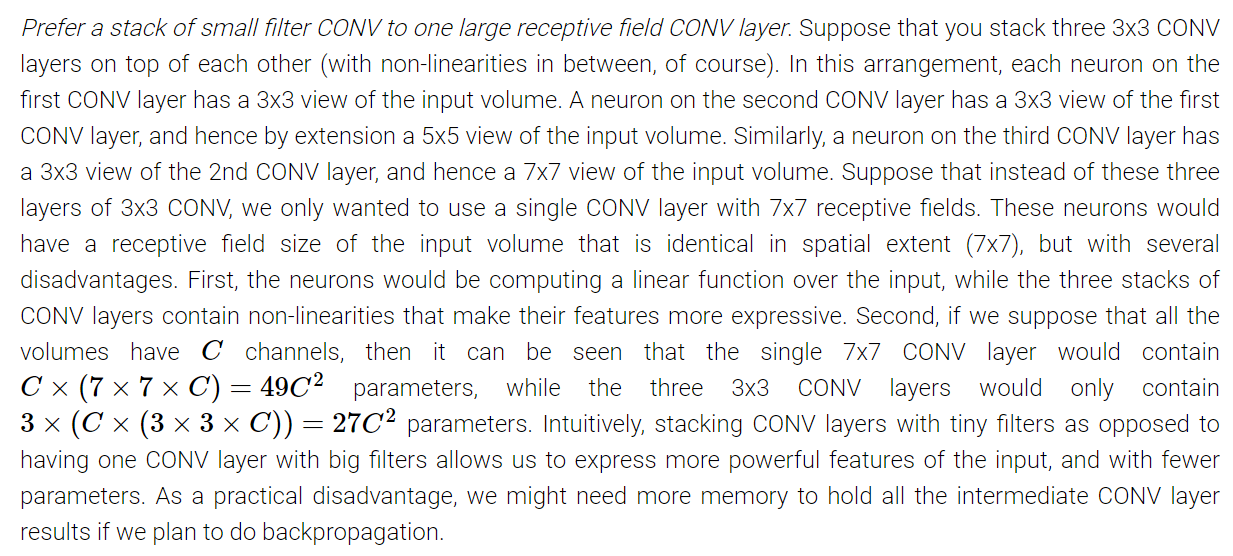 Prefer a stack of small filter CONV to one large receptive field CONV layer. Suppose that you stack three 3x3 CONV
layers on top of each other (with non-linearities in between, of course). In this arrangement, each neuron on the
first CONV layer has a 3x3 view of the input volume. A neuron on the second CONV layer has a 3x3 view of the first
CONV layer, and hence by extension a 5x5 view of the input volume. Similarly, a neuron on the third CONV layer has
a 3x3 view of the 2nd CONV layer, and hence a 7x7 view of the input volume. Suppose that instead of these three
layers of 3x3 CONV, we only wanted to use a single CONV layer with 7x7 receptive fields. These neurons would
have a receptive field size of the input volume that is identical in spatial extent (7x7), but with several
disadvantages. First, the neurons would be computing a linear function over the input, while the three stacks of
CONV layers contain non-linearities that make their features more expressive. Second, if we suppose that all the
volumes have C channels, then it can be seen that the single 7x7 CONV layer would contain
C × (7 × 7 × C) = 49C² parameters, while the three 3x3 CONV layers would only contain
3 × (C × (3 × 3 × C)) = 27C² parameters. Intuitively, stacking CONV layers with tiny filters as opposed to
having one CONV layer with big filters allows us to express more powerful features of the input, and with fewer
parameters. As a practical disadvantage, we might need more memory to hold all the intermediate CONV layer
results if we plan to do backpropagation.